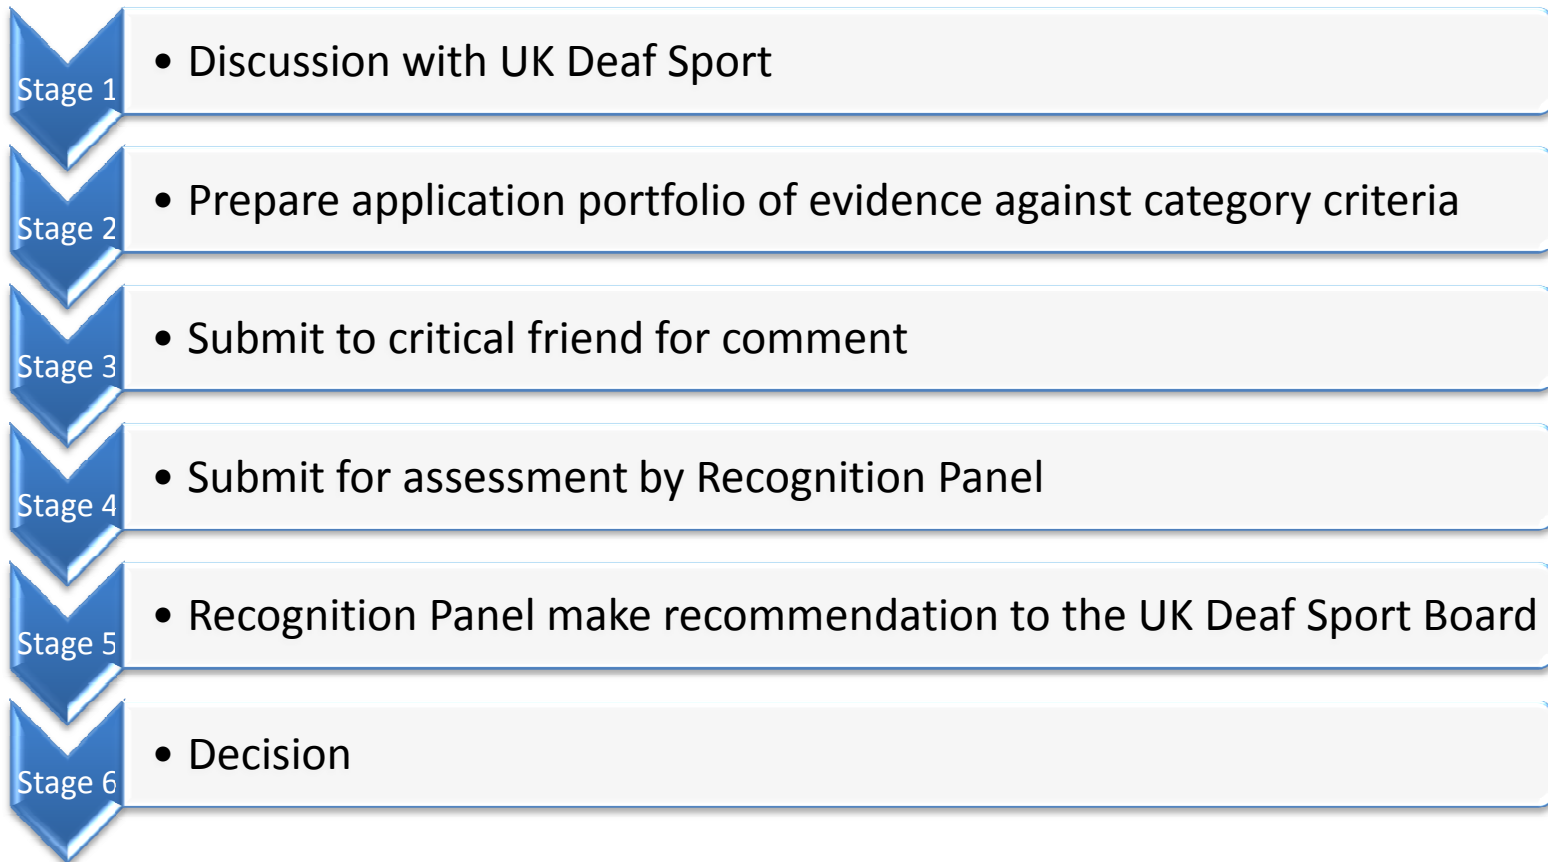 Stage 1
• Discussion with UK Deaf Sport
Stage 2
• Prepare application portfolio of evidence against category criteria
Stage 3
• Submit to critical friend for comment
Stage 4
• Submit for assessment by Recognition Panel
Stage 5
• Recognition Panel make recommendation to the UK Deaf Sport Board
Stage 6
• Decision